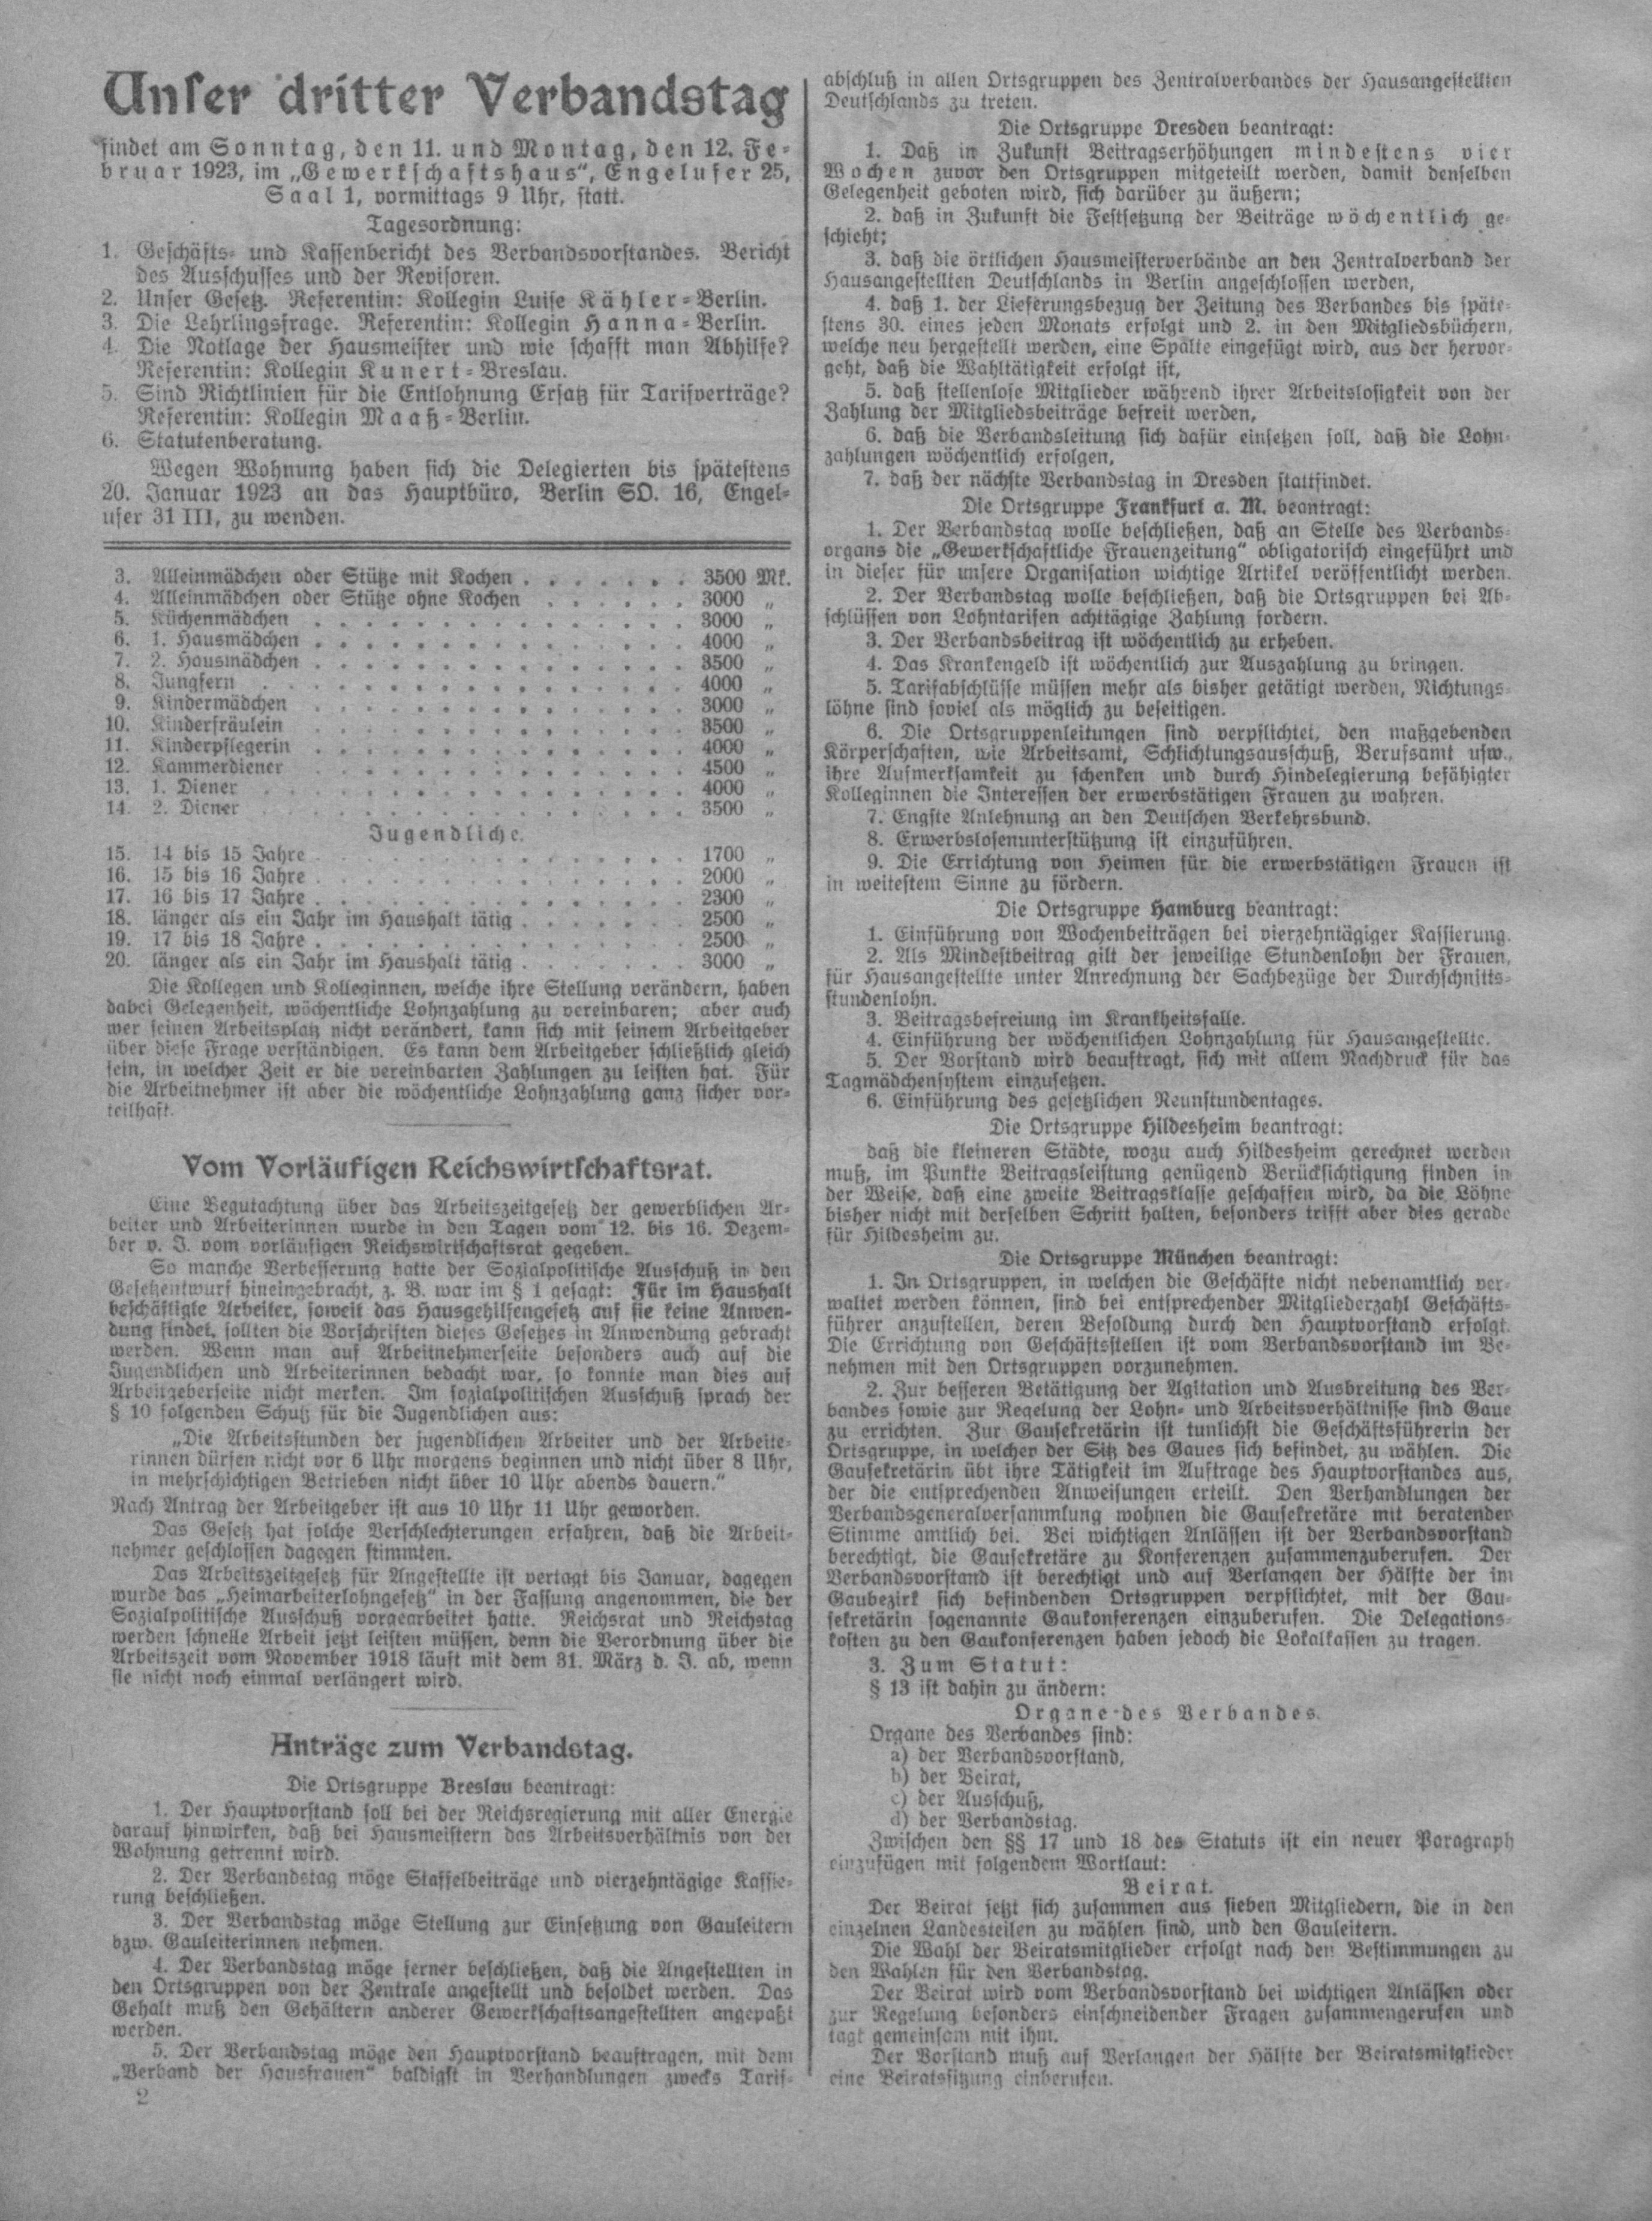 Unser dritter Verbandstag
findet am Sonntag, den 11. und Montag, den 12. Fe-
bruar 1923, im „Gewerkschaftshaus“, Engelufer 25,
Saal 1, vormittags 9 Uhr, statt.
Tagesordnung:
1. Geschäfts- und Kassenbericht des Verbandsvorstandes. Bericht
des Ausschusses und der Revisoren.
2. Unser Gesetz. Referentin: Kollegin Luise Kähler-Berlin.
3. Die Lehrlingsfrage. Referentin: Kollegin Hanna-Berlin.
4. Die Notlage der Hausmeister und wie schafft man Abhilfe?
Referentin: Kollegin Kunert-Breslau.
5. Sind Richtlinien für die Entlohnung Ersatz für Tarifverträge?
Referentin: Kollegin Maaß-Berlin.
6. Statutenberatung.
Wegen Wohnung haben sich die Delegierten bis spätestens
20. Januar 1923 an das Hauptbüro, Berlin SO. 16, Engel-
ufer 31 III, zu wenden.
3. Alleinmädchen oder Stütze mit Kochen . . . . . . . 3500 Mk.
4. Alleinmädchen oder Stütze ohne Kochen . . . . . . 3000 „
5. Küchenmädchen . . . . . . . . . . . . . . . 3000 „
6. 1. Hausmädchen . . . . . . . . . . . . . . . 4000 „
7. 2. Hausmädchen . . . . . . . . . . . . . . . 3500 „
8. Jungfern . . . . . . . . . . . . . . . . . 4000 „
9. Kindermädchen . . . . . . . . . . . . . . . 3000 „
10. Kinderfräulein . . . . . . . . . . . . . . . 3500 „
11. Kinderpflegerin . . . . . . . . . . . . . . . 4000 „
12. Kammerdiener . . . . . . . . . . . . . . . 4500 „
13. 1. Diener . . . . . . . . . . . . . . . . . 4000 „
14. 2. Diener . . . . . . . . . . . . . . . . . 3500 „
Jugendliche.
15. 14 bis 15 Jahre . . . . . . . . . . . . . . . 1700 „
16. 15 bis 16 Jahre . . . . . . . . . . . . . . . 2000 „
17. 16 bis 17 Jahre . . . . . . . . . . . . . . . 2300 „
18. länger als ein Jahr im Haushalt tätig . . . . . . . 2500 „
19. 17 bis 18 Jahre . . . . . . . . . . . . . . . 2500 „
20. länger als ein Jahr im Haushalt tätig . . . . . . . 3000 „
Die Kollegen und Kolleginnen, welche ihre Stellung verändern, haben
dabei Gelegenheit, wöchentliche Lohnzahlung zu vereinbaren; aber auch
wer seinen Arbeitsplatz nicht verändert, kann sich mit seinem Arbeitgeber
über diese Frage verständigen. Es kann dem Arbeitgeber schließlich gleich
sein, in welcher Zeit er die vereinbarten Zahlungen zu leisten hat. Für
die Arbeitnehmer ist aber die wöchentliche Lohnzahlung ganz sicher vor-
teilhaft.
Vom Vorläufigen Reichswirtschaftsrat.
Eine Begutachtung über das Arbeitszeitgesetz der gewerblichen Ar-
beiter und Arbeiterinnen wurde in den Tagen vom 12. bis 16. Dezem-
ber v. J. vom vorläufigen Reichswirtschaftsrat gegeben.
So manche Verbesserung hatte der Sozialpolitische Ausschuß in den
Gesetzentwurf hineingebracht, z. B. war im § 1 gesagt: Für im Haushalt
beschäftigte Arbeiter, soweit das Hausgehilfengesetz auf sie keine Anwen-
dung findet, sollten die Vorschriften dieses Gesetzes in Anwendung gebracht
werden. Wenn man auf Arbeitnehmerseite besonders auch auf die
Jugendlichen und Arbeiterinnen bedacht war, so konnte man dies auf
Arbeitgeberseite nicht merken. Im sozialpolitischen Ausschuß sprach der
§ 10 folgenden Schutz für die Jugendlichen aus:
„Die Arbeitsstunden der jugendlichen Arbeiter und der Arbeite-
rinnen dürfen nicht vor 6 Uhr morgens beginnen und nicht über 8 Uhr,
in mehrschichtigen Betrieben nicht über 10 Uhr abends dauern.“
Nach Antrag der Arbeitgeber ist aus 10 Uhr 11 Uhr geworden.
Das Gesetz hat solche Verschlechterungen erfahren, daß die Arbeit-
nehmer geschlossen dagegen stimmten.
Das Arbeitszeitgesetz für Angestellte ist vertagt bis Januar, dagegen
wurde das „Heimarbeiterlohngesetz“ in der Fassung angenommen, die der
Sozialpolitische Ausschuß vorgearbeitet hatte. Reichsrat und Reichstag
werden schnelle Arbeit jetzt leisten müssen, denn die Verordnung über die
Arbeitszeit vom November 1918 läuft mit dem 31. März d. J. ab, wenn
sie nicht noch einmal verlängert wird.
Anträge zum Verbandstag.
Die Ortsgruppe Breslau beantragt:
1. Der Hauptvorstand soll bei der Reichsregierung mit aller Energie
darauf hinwirken, daß bei Hausmeistern das Arbeitsverhältnis von der
Wohnung getrennt wird.
2. Der Verbandstag möge Staffelbeiträge und vierzehntägige Kassie-
rung beschließen.
3. Der Verbandstag möge Stellung zur Einsetzung von Gauleitern
bzw. Gauleiterinnen nehmen.
4. Der Verbandstag möge ferner beschließen, daß die Angestellten in
den Ortsgruppen von der Zentrale angestellt und besoldet werden. Das
Gehalt muß den Gehältern anderer Gewerkschaftsangestellten angepaßt
werden.
5. Der Verbandstag möge den Hauptvorstand beauftragen, mit dem
„Verband der Hausfrauen“ baldigst in Verhandlungen zwecks Tarif-
2
abschluß in allen Ortsgruppen des Zentralverbandes der Hausangestellten
Deutschlands zu treten.
Die Ortsgruppe Dresden beantragt:
1. Daß in Zukunft Beitragserhöhungen mindestens vier
Wochen zuvor den Ortsgruppen mitgeteilt werden, damit denselben
Gelegenheit geboten wird, sich darüber zu äußern;
2. daß in Zukunft die Festsetzung der Beiträge wöchentlich ge-
schieht;
3. daß die örtlichen Hausmeisterverbände an den Zentralverband der
Hausangestellten Deutschlands in Berlin angeschlossen werden,
4. daß 1. der Lieferungsbezug der Zeitung des Verbandes bis späte-
stens 30. eines jeden Monats erfolgt und 2. in den Mitgliedsbüchern,
welche neu hergestellt werden, eine Spalte eingefügt wird, aus der hervor-
geht, daß die Wahltätigkeit erfolgt ist,
5. daß stellenlose Mitglieder während ihrer Arbeitslosigkeit von der
Zahlung der Mitgliedsbeiträge befreit werden,
6. daß die Verbandsleitung sich dafür einsetzen soll, daß die Lohn-
zahlungen wöchentlich erfolgen,
7. daß der nächste Verbandstag in Dresden stattfindet.
Die Ortsgruppe Frankfurt a. M. beantragt:
1. Der Verbandstag wolle beschließen, daß an Stelle des Verbands-
organs die „Gewerkschaftliche Frauenzeitung“ obligatorisch eingeführt und
in dieser für unsere Organisation wichtige Artikel veröffentlicht werden.
2. Der Verbandstag wolle beschließen, daß die Ortsgruppen bei Ab-
schlüssen von Lohntarifen achttägige Zahlung fordern.
3. Der Verbandsbeitrag ist wöchentlich zu erheben.
4. Das Krankengeld ist wöchentlich zur Auszahlung zu bringen.
5. Tarifabschlüsse müssen mehr als bisher getätigt werden, Richtungs-
löhne sind soviel als möglich zu beseitigen.
6. Die Ortsgruppenleitungen sind verpflichtet, den maßgebenden
Körperschaften, wie Arbeitsamt, Schlichtungsausschuß, Berufsamt usw.,
ihre Aufmerksamkeit zu schenken und durch Hindelegierung befähigter
Kolleginnen die Interessen der erwerbstätigen Frauen zu wahren.
7. Engste Anlehnung an den Deutschen Verkehrsbund.
8. Erwerbslosenunterstützung ist einzuführen.
9. Die Errichtung von Heimen für die erwerbstätigen Frauen ist
in weitestem Sinne zu fördern.
Die Ortsgruppe Hamburg beantragt:
1. Einführung von Wochenbeiträgen bei vierzehntägiger Kassierung.
2. Als Mindestbeitrag gilt der jeweilige Stundenlohn der Frauen,
für Hausangestellte unter Anrechnung der Sachbezüge der Durchschnitts-
stundenlohn.
3. Beitragsbefreiung im Krankheitsfalle.
4. Einführung der wöchentlichen Lohnzahlung für Hausangestellte.
5. Der Vorstand wird beauftragt, sich mit allem Nachdruck für das
Tagmädchensystem einzusetzen.
6. Einführung des gesetzlichen Neunstundentages.
Die Ortsgruppe Hildesheim beantragt:
daß die kleineren Städte, wozu auch Hildesheim gerechnet werden
muß, im Punkte Beitragsleistung genügend Berücksichtigung finden in
der Weise, daß eine zweite Beitragsklasse geschaffen wird, da die Löhne
bisher nicht mit derselben Schritt halten, besonders trifft aber dies gerade
für Hildesheim zu.
Die Ortsgruppe München beantragt:
1. In Ortsgruppen, in welchen die Geschäfte nicht nebenamtlich ver-
waltet werden können, sind bei entsprechender Mitgliederzahl Geschäfts-
führer anzustellen, deren Besoldung durch den Hauptvorstand erfolgt.
Die Errichtung von Geschäftsstellen ist vom Verbandsvorstand im Be-
nehmen mit den Ortsgruppen vorzunehmen.
2. Zur besseren Betätigung der Agitation und Ausbreitung des Ver-
bandes sowie zur Regelung der Lohn- und Arbeitsverhältnisse sind Gaue
zu errichten. Zur Gausekretärin ist tunlichst die Geschäftsführerin der
Ortsgruppe, in welcher der Sitz des Gaues sich befindet, zu wählen. Die
Gausekretärin übt ihre Tätigkeit im Auftrage des Hauptvorstandes aus,
der die entsprechenden Anweisungen erteilt. Den Verhandlungen der
Verbandsgeneralversammlung wohnen die Gausekretäre mit beratender
Stimme amtlich bei. Bei wichtigen Anlässen ist der Verbandsvorstand
berechtigt, die Gausekretäre zu Konferenzen zusammenzuberufen. Der
Verbandsvorstand ist berechtigt und auf Verlangen der Hälfte der im
Gaubezirk sich befindenden Ortsgruppen verpflichtet, mit der Gau-
sekretärin sogenannte Gaukonferenzen einzuberufen. Die Delegations-
kosten zu den Gaukonferenzen haben jedoch die Lokalkassen zu tragen.
3. Zum Statut:
§ 13 ist dahin zu ändern:
Organe des Verbandes.
Organe des Verbandes sind:
a) der Verbandsvorstand,
b) der Beirat,
c) der Ausschuß,
d) der Verbandstag.
Zwischen den §§ 17 und 18 des Statuts ist ein neuer Paragraph
einzufügen mit folgendem Wortlaut:
Beirat.
Der Beirat setzt sich zusammen aus sieben Mitgliedern, die in den
einzelnen Landesteilen zu wählen sind, und den Gauleitern.
Die Wahl der Beiratsmitglieder erfolgt nach den Bestimmungen zu
den Wahlen für den Verbandstag.
Der Beirat wird vom Verbandsvorstand bei wichtigen Anlässen oder
zur Regelung besonders einschneidender Fragen zusammengerufen und
tagt gemeinsam mit ihm.
Der Vorstand muß auf Verlangen der Hälfte der Beiratsmitglieder
eine Beiratssitzung einberufen.